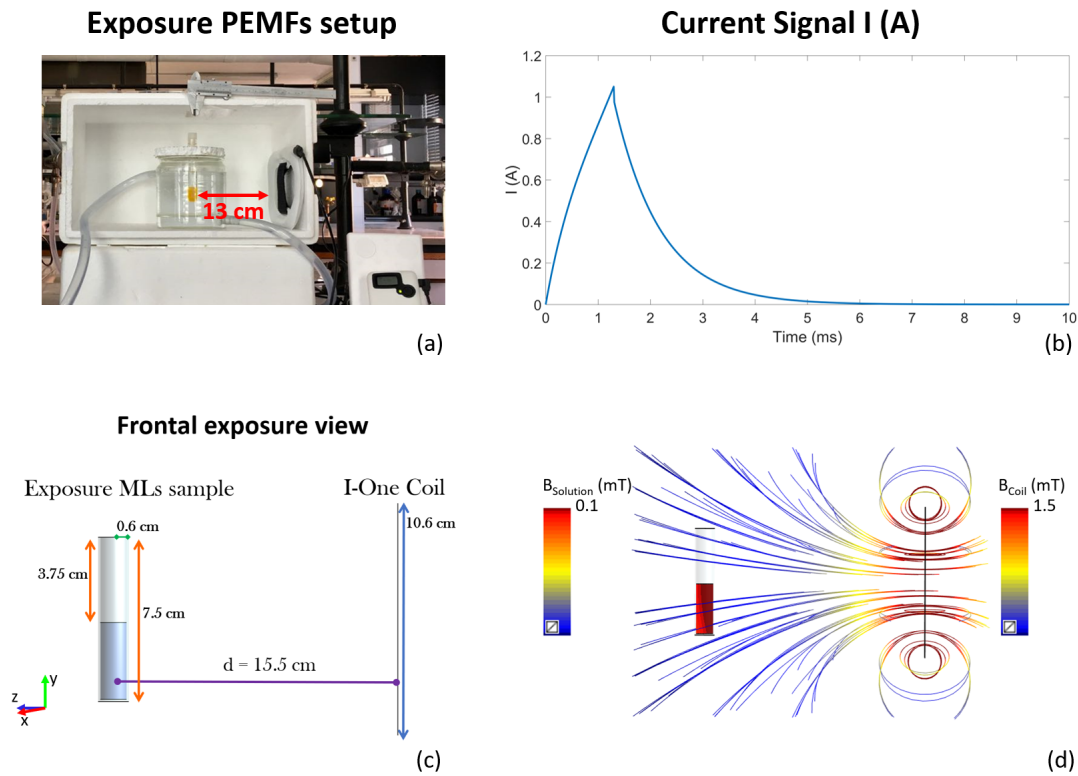 Exposure PEMFs setup
13 cm
(a)
Current Signal I (A)
1.2
1
0.8
0.6
0.4
0.2
0
I (A)
0 1 2 3 4 5 6 7 8 9 10
Time (ms)
(b)
Frontal exposure view
Exposure MLs sample
I-One Coil
0.6 cm
10.6 cm
3.75 cm
7.5 cm
d = 15.5 cm
y
z
x
(c)
B_Solution (mT)
0.1
B_Coil (mT)
1.5
(d)